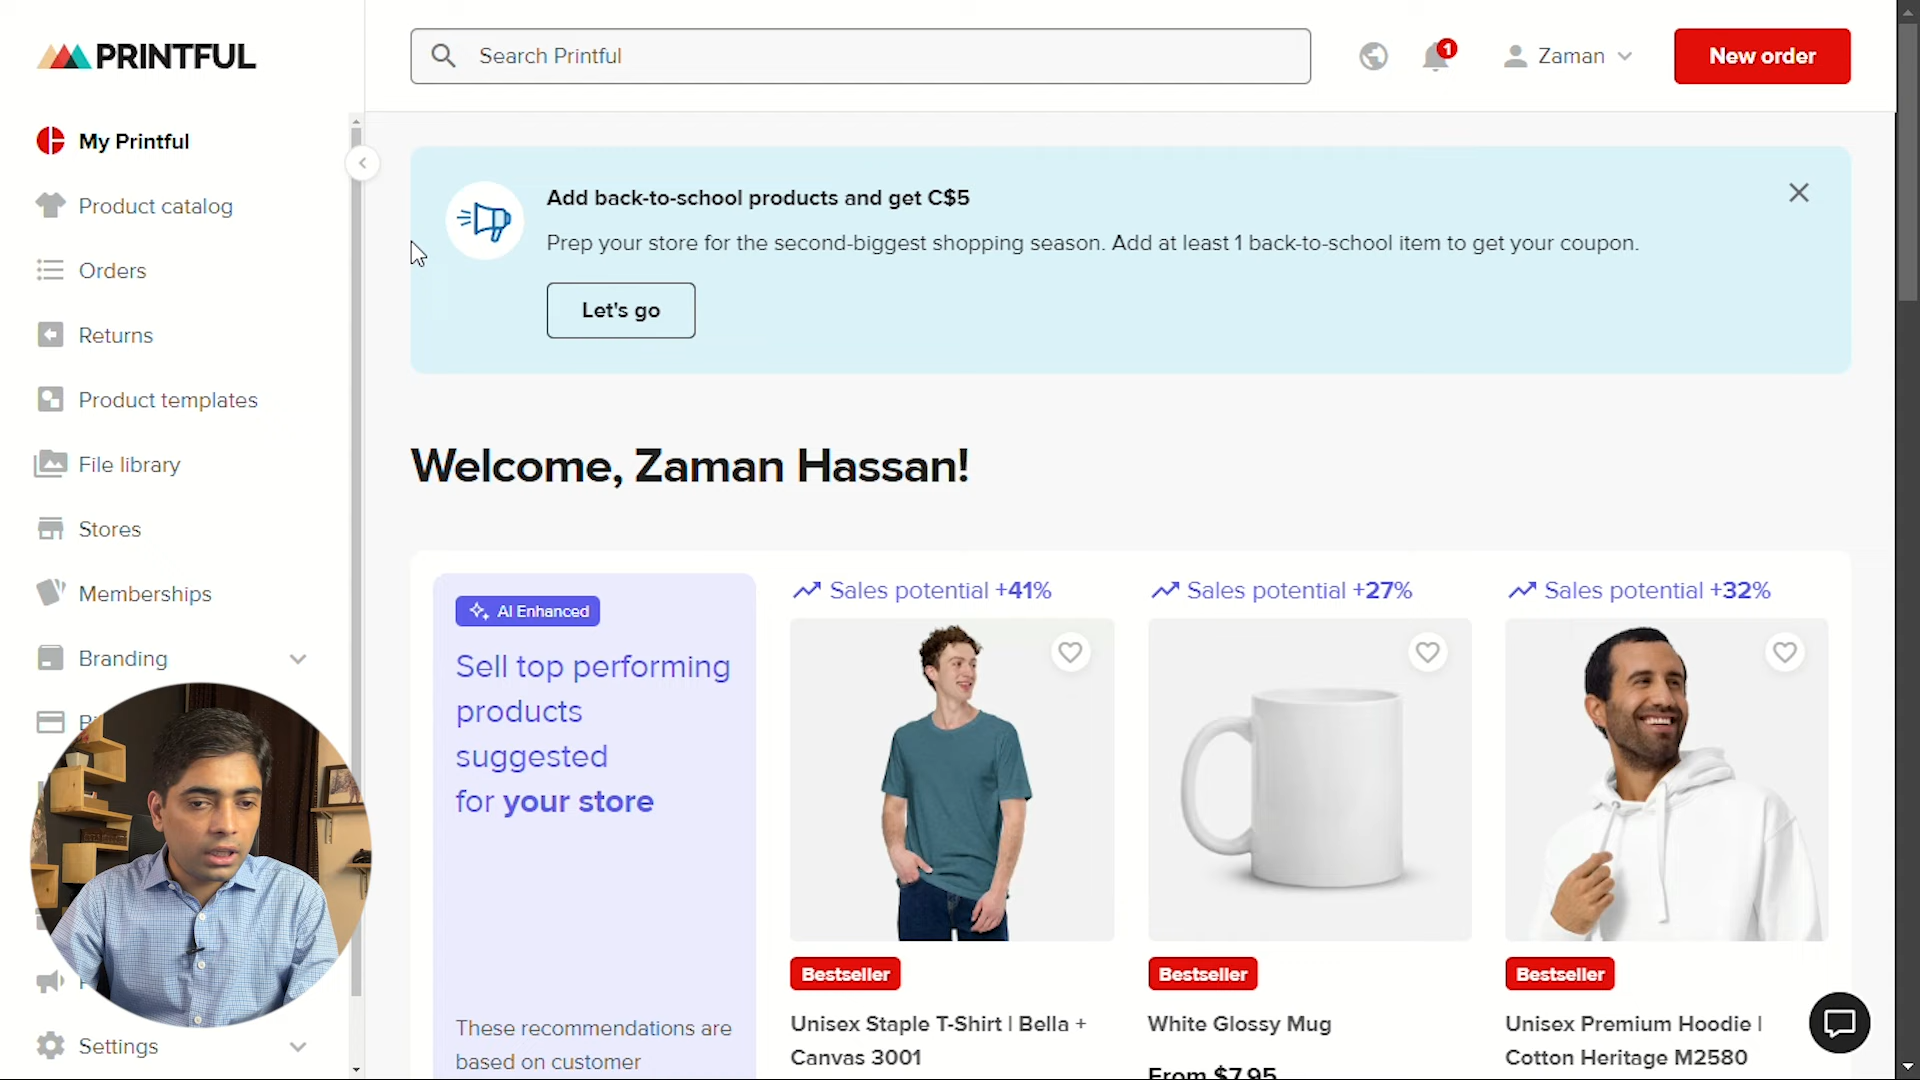 PRINTFUL
Search Printful
1
Zaman
New order
My Printful
Product catalog
Orders
Returns
Product templates
File library
Stores
Memberships
Branding
Settings
Add back-to-school products and get C$5
Prep your store for the second-biggest shopping season. Add at least 1 back-to-school item to get your coupon.
Let's go
Welcome, Zaman Hassan!
AI Enhanced
Sell top performing
products
suggested
for your store
These recommendations are
based on customer
Sales potential +41%
Bestseller
Unisex Staple T-Shirt | Bella +
Canvas 3001
Sales potential +27%
Bestseller
White Glossy Mug
From $7.95
Sales potential +32%
Bestseller
Unisex Premium Hoodie |
Cotton Heritage M2580